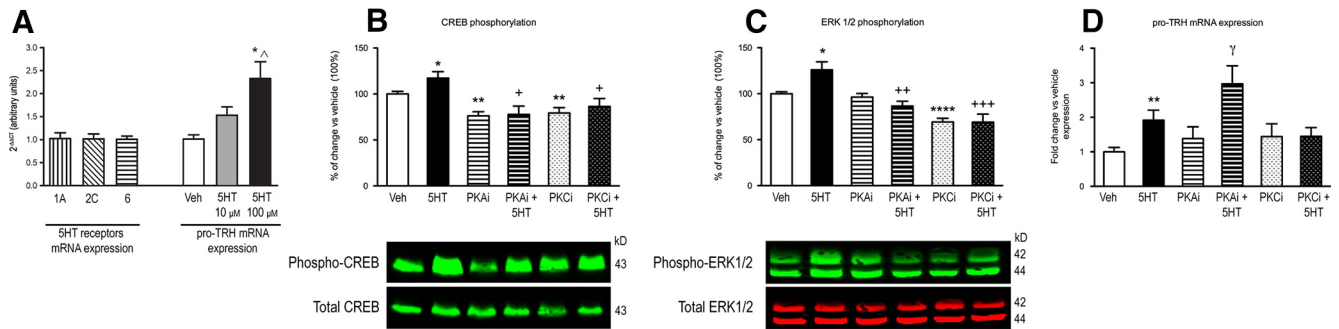 A
2^-ΔΔCT (arbitrary units)
3.0
2.5
2.0
1.5
1.0
0.5
0.0
* ^
1A 2C 6 Veh 5HT 10 µM 5HT 100 µM
5HT receptors
mRNA expression
pro-TRH mRNA
expression
B
CREB phosphorylation
% of change vs vehicle (100%)
150
100
50
0
* ** + ** +
Veh 5HT PKAi PKAi + 5HT PKCi PKCi + 5HT
kD
Phospho-CREB 43
Total CREB 43
C
ERK 1/2 phosphorylation
% of change vs vehicle (100%)
150
100
50
0
* ++ **** +++
Veh 5HT PKAi PKAi + 5HT PKCi PKCi + 5HT
kD
Phospho-ERK1/2 42
44
Total ERK1/2 42
44
D
pro-TRH mRNA expression
Fold change vs vehicle
expression
4
3
2
1
0
** γ
Veh 5HT PKAi PKAi + 5HT PKCi PKCi + 5HT